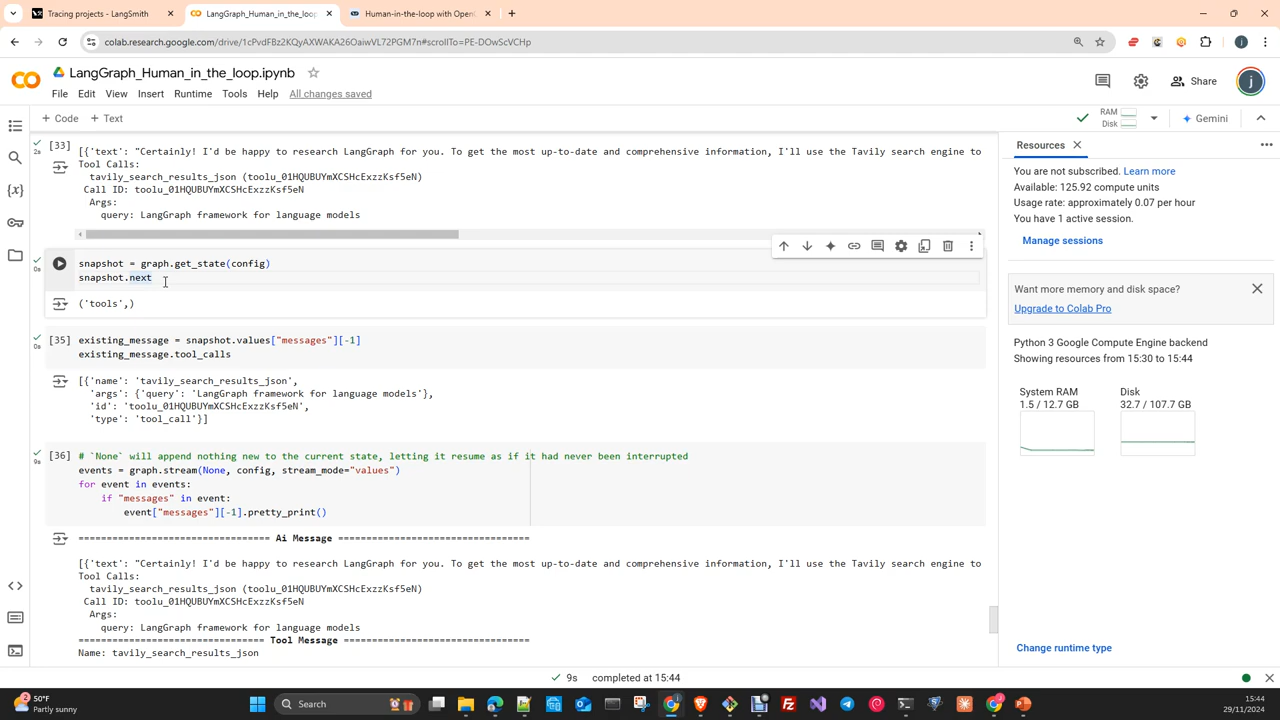 Tracing projects - LangSmith
LangGraph_Human_in_the_loop
Human-in-the-loop with Open
colab.research.google.com/drive/1cPvdFBz2KQyAXWAKA26OaiwVL72PGM7n#scrollTo=PE-DOwScVCHp
LangGraph_Human_in_the_loop.ipynb
File Edit View Insert Runtime Tools Help All changes saved
Share
+ Code + Text
RAM
Disk
Gemini
[33]
2s
[{'text': "Certainly! I'd be happy to research LangGraph for you. To get the most up-to-date and comprehensive information, I'll use the Tavily search engine to
Tool Calls:
tavily_search_results_json (toolu_01HQUBUYmXCSHcExzzKsf5eN)
Call ID: toolu_01HQUBUYmXCSHcExzzKsf5eN
Args:
query: LangGraph framework for language models
0s
snapshot = graph.get_state(config)
snapshot.next
('tools',)
[35]
0s
existing_message = snapshot.values["messages"][-1]
existing_message.tool_calls
[{'name': 'tavily_search_results_json',
'args': {'query': 'LangGraph framework for language models'},
'id': 'toolu_01HQUBUYmXCSHcExzzKsf5eN',
'type': 'tool_call'}]
[36]
9s
# `None` will append nothing new to the current state, letting it resume as if it had never been interrupted
events = graph.stream(None, config, stream_mode="values")
for event in events:
if "messages" in event:
event["messages"][-1].pretty_print()
================================== Ai Message ==================================
[{'text': "Certainly! I'd be happy to research LangGraph for you. To get the most up-to-date and comprehensive information, I'll use the Tavily search engine to
Tool Calls:
tavily_search_results_json (toolu_01HQUBUYmXCSHcExzzKsf5eN)
Call ID: toolu_01HQUBUYmXCSHcExzzKsf5eN
Args:
query: LangGraph framework for language models
================================= Tool Message =================================
Name: tavily_search_results_json
Resources
You are not subscribed. Learn more
Available: 125.92 compute units
Usage rate: approximately 0.07 per hour
You have 1 active session.
Manage sessions
Want more memory and disk space?
Upgrade to Colab Pro
Python 3 Google Compute Engine backend
Showing resources from 15:30 to 15:44
System RAM
1.5 / 12.7 GB
Disk
32.7 / 107.7 GB
Change runtime type
9s completed at 15:44
2
50°F
Partly sunny
Search
15:44
29/11/2024